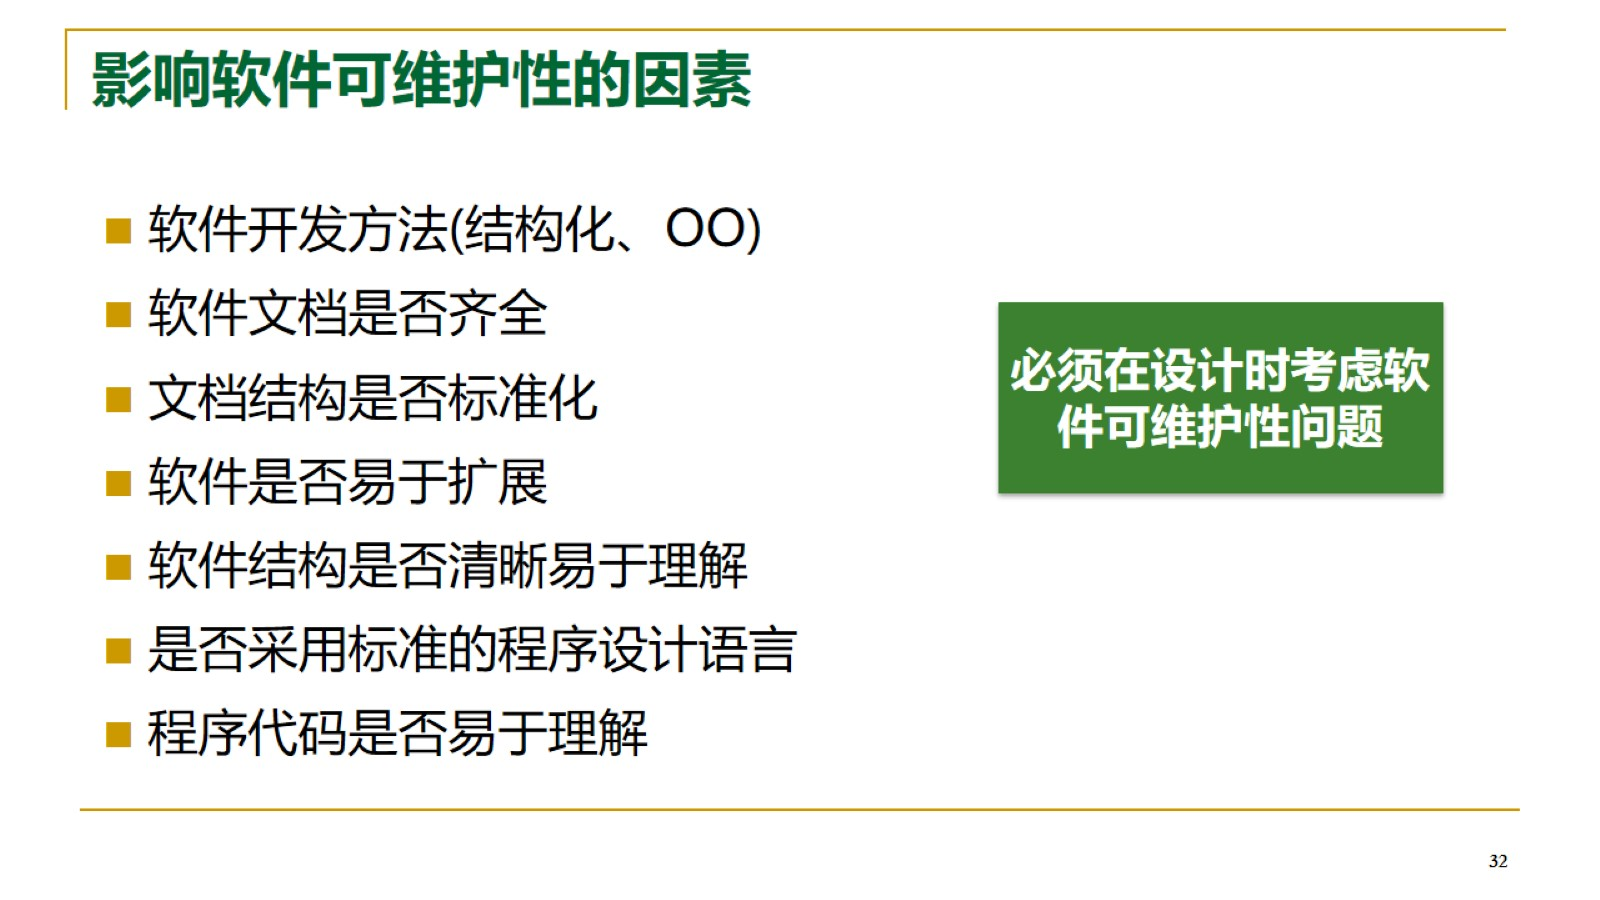 影响软件可维护性的因素
软件开发方法(结构化、OO)
软件文档是否齐全
文档结构是否标准化
软件是否易于扩展
软件结构是否清晰易于理解
是否采用标准的程序设计语言
程序代码是否易于理解
必须在设计时考虑软
件可维护性问题
32